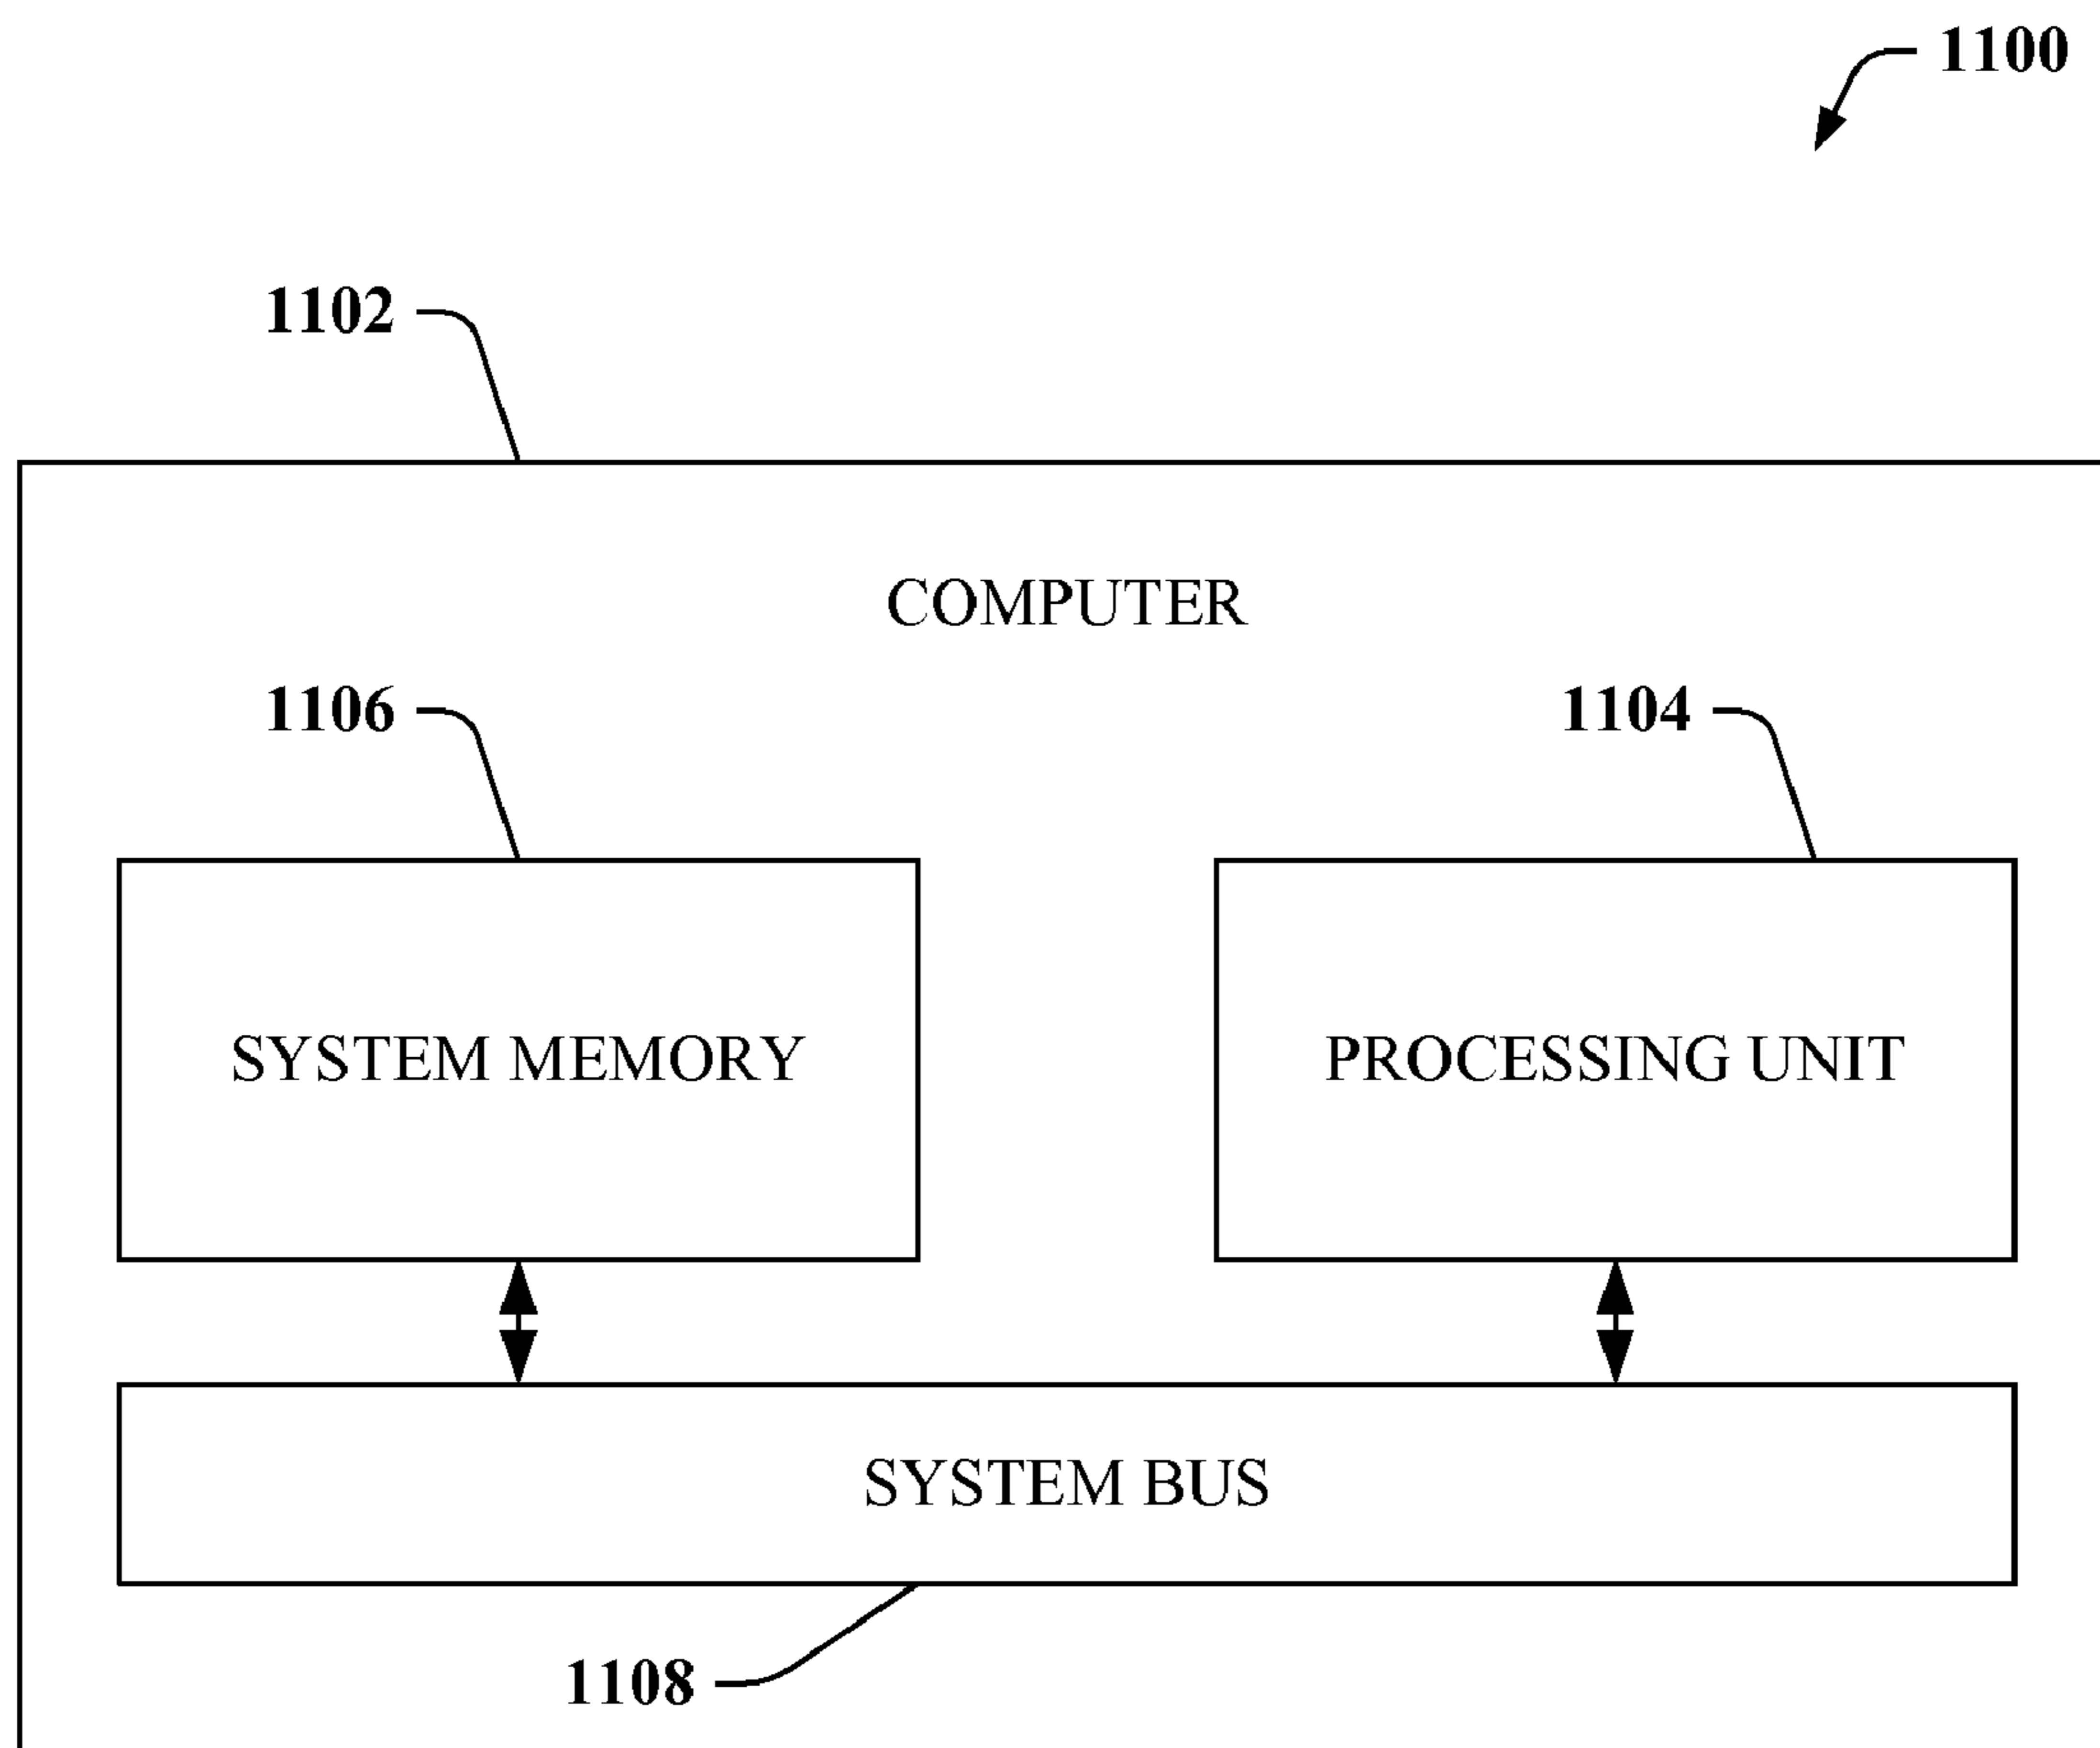 1100
1102
COMPUTER
1106
1104
SYSTEM MEMORY
PROCESSING UNIT
SYSTEM BUS
1108